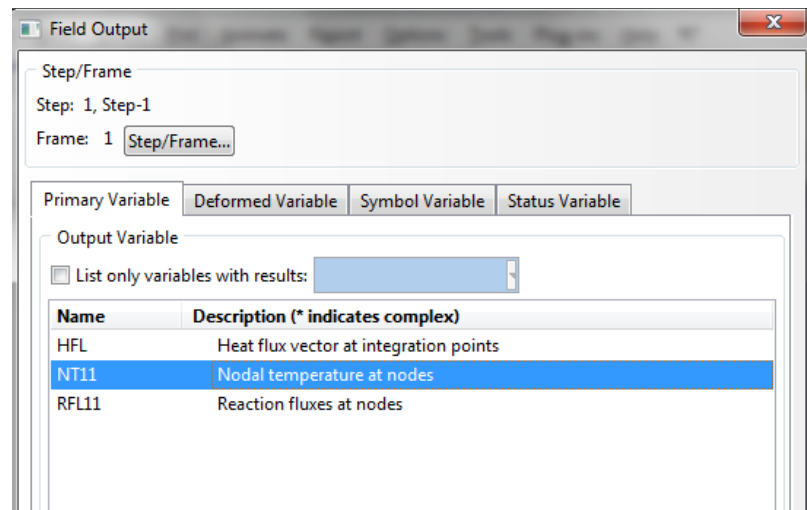 Field Output
Step/Frame
Step: 1, Step-1
Frame: 1 Step/Frame...
Primary Variable Deformed Variable Symbol Variable Status Variable
Output Variable
List only variables with results:
Name Description (* indicates complex)
HFL Heat flux vector at integration points
NT11 Nodal temperature at nodes
RFL11 Reaction fluxes at nodes